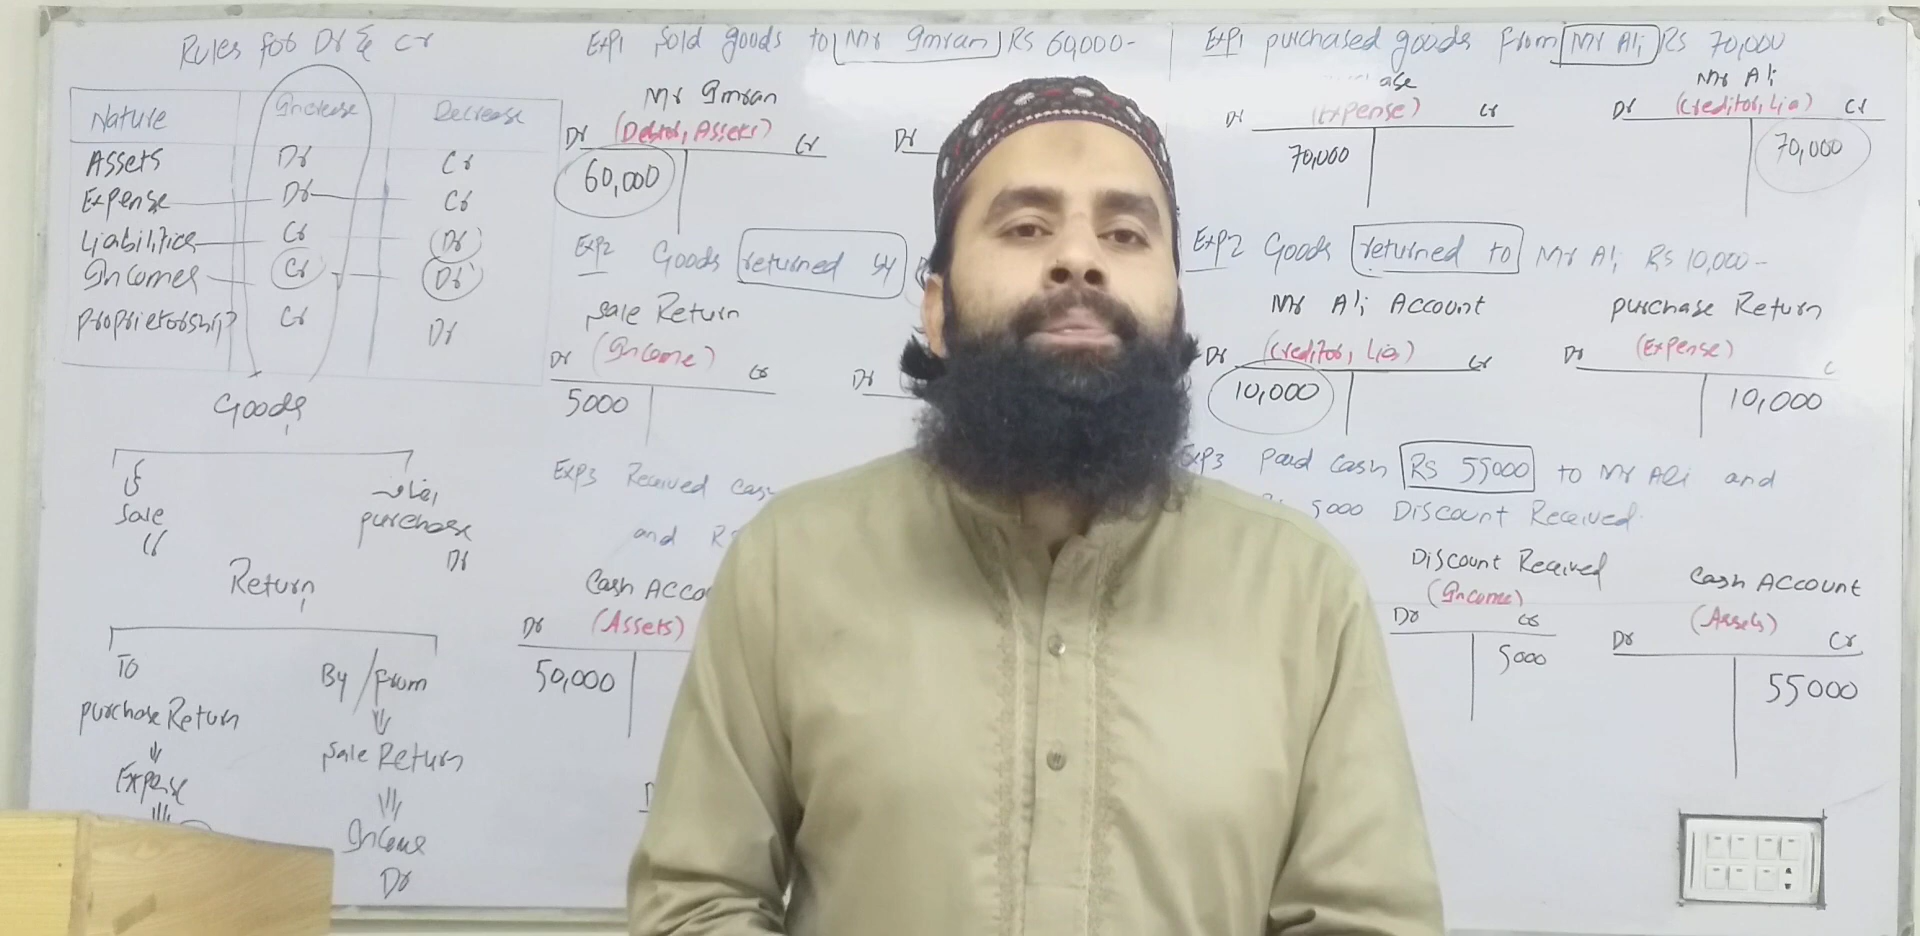 Rules for Dr & Cr
Nature Increase Decrease
Assets Dr Cr
Expense Dr Cr
Liabilities Cr Dr
Incomes Cr Dr
Proprietorship Cr Dr
Goods
Sale purchase
Cr Dr
Return
To By / From
purchase Return Sale Return
Expense Income
Dr
Exp1 Sold goods to Mr Imran RS 60,000-
Mr Imran
Dr (Debtor, Assets) Cr
Dr
60,000
Exp2 Goods returned by
Sale Return
Dr (Income) Cr
Dr
5000
Exp3 Received cas
and R
Cash Acco
Dr (Assets)
50,000
Exp1 purchased goods from Mr Ali RS 70,000
ase Mr Ali
Dr (Expense) Cr Dr (Creditor, Lia) Cr
70,000 70,000
Exp2 Goods returned to Mr Ali RS 10,000-
Mr Ali Account purchase Return
Dr (Creditor, Lia) Cr Dr (Expense) C
10,000 10,000
Exp3 paid cash RS 55000 to Mr Ali and
5000 Discount Received
Discount Received Cash Account
(Income) (Assets)
Dr Cr Dr Cr
5000 55000